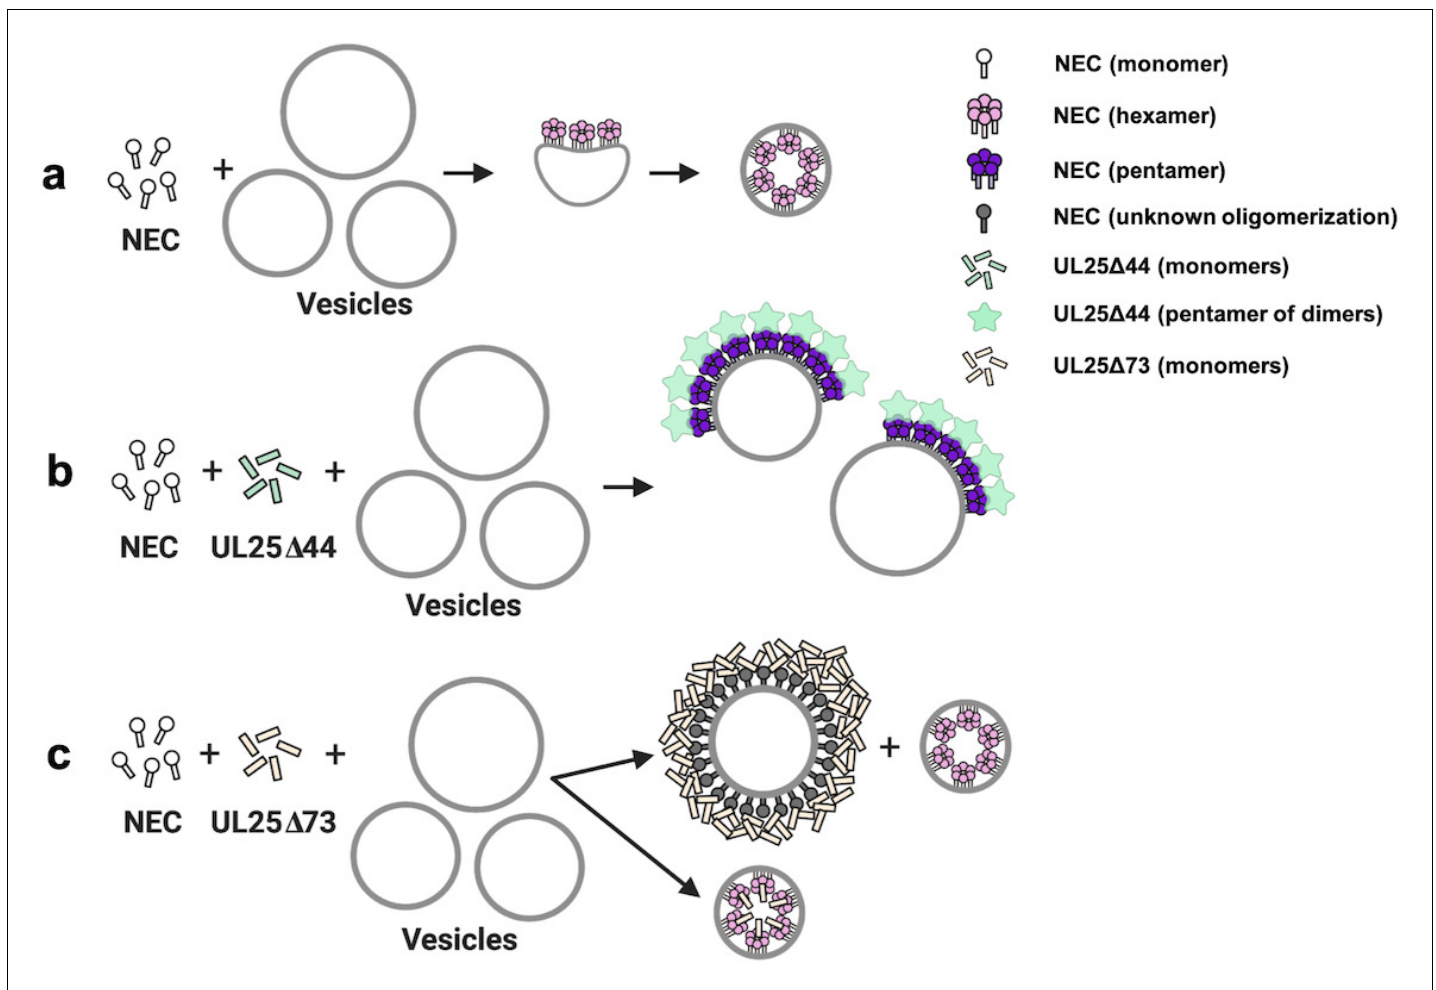 a
NEC
+
Vesicles
NEC (monomer)
NEC (hexamer)
NEC (pentamer)
NEC (unknown oligomerization)
UL25Δ44 (monomers)
UL25Δ44 (pentamer of dimers)
UL25Δ73 (monomers)
b
NEC
+
UL25Δ44
+
Vesicles
c
NEC
+
UL25Δ73
+
Vesicles
+